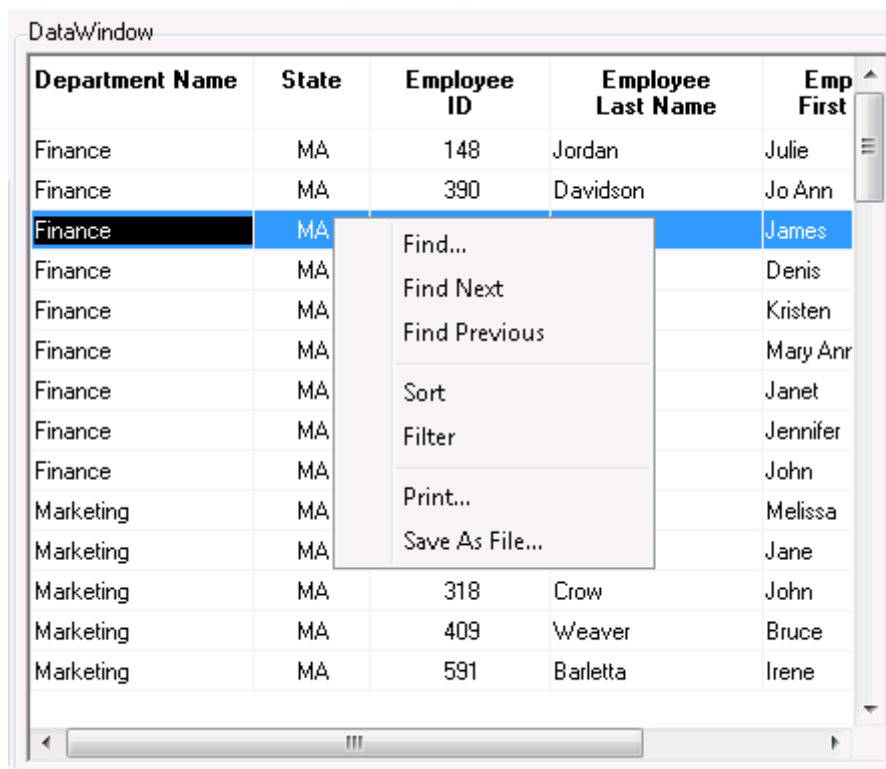 DataWindow
Department Name State Employee ID Employee Last Name Emp First
Finance MA 148 Jordan Julie
Finance MA 390 Davidson Jo Ann
Finance MA James
Finance MA Denis
Finance MA Kristen
Finance MA Mary Ann
Finance MA Janet
Finance MA Jennifer
Finance MA John
Marketing MA Melissa
Marketing MA Jane
Marketing MA 318 Crow John
Marketing MA 409 Weaver Bruce
Marketing MA 591 Barletta Irene
Find...
Find Next
Find Previous
Sort
Filter
Print...
Save As File...